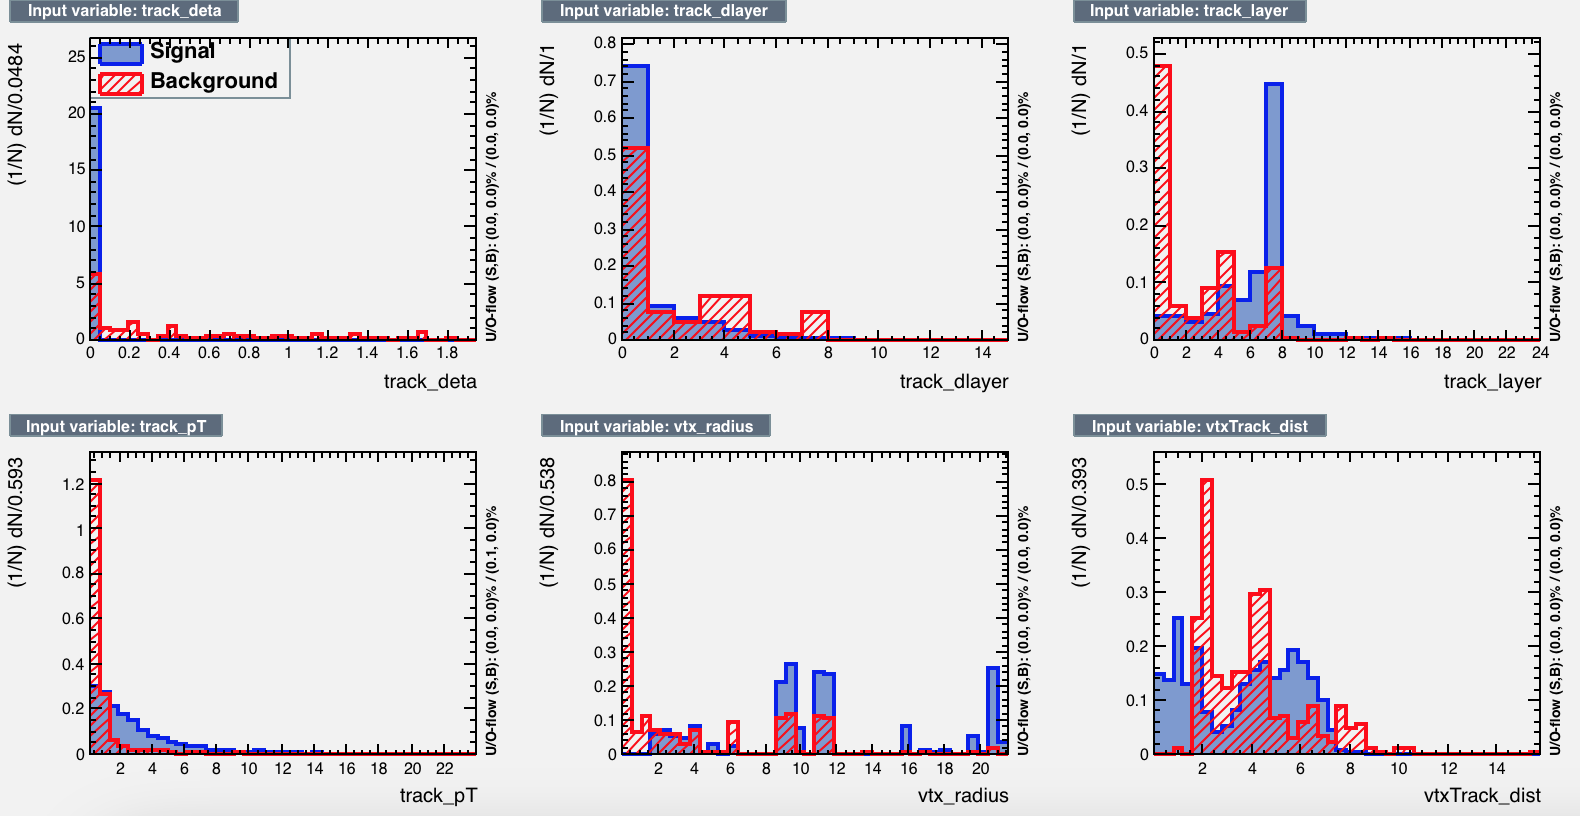 Input variable: track_deta
(1/N) dN/0.0484
25
20
15
10
5
0
Signal
Background
0 0.2 0.4 0.6 0.8 1 1.2 1.4 1.6 1.8
track_deta
U/O-flow (S,B): (0.0, 0.0)% / (0.0, 0.0)%
Input variable: track_dlayer
(1/N) dN/1
0.8
0.7
0.6
0.5
0.4
0.3
0.2
0.1
0
0 2 4 6 8 10 12 14
track_dlayer
U/O-flow (S,B): (0.0, 0.0)% / (0.0, 0.0)%
Input variable: track_layer
(1/N) dN/1
0.5
0.4
0.3
0.2
0.1
0
0 2 4 6 8 10 12 14 16 18 20 22 24
track_layer
U/O-flow (S,B): (0.0, 0.0)% / (0.0, 0.0)%
Input variable: track_pT
(1/N) dN/0.593
1.2
1
0.8
0.6
0.4
0.2
0
2 4 6 8 10 12 14 16 18 20 22
track_pT
U/O-flow (S,B): (0.0, 0.0)% / (0.1, 0.0)%
Input variable: vtx_radius
(1/N) dN/0.538
0.8
0.7
0.6
0.5
0.4
0.3
0.2
0.1
0
2 4 6 8 10 12 14 16 18 20
vtx_radius
U/O-flow (S,B): (0.0, 0.0)% / (0.0, 0.0)%
Input variable: vtxTrack_dist
(1/N) dN/0.393
0.5
0.4
0.3
0.2
0.1
0
2 4 6 8 10 12 14
vtxTrack_dist
U/O-flow (S,B): (0.0, 0.0)% / (0.0, 0.0)%